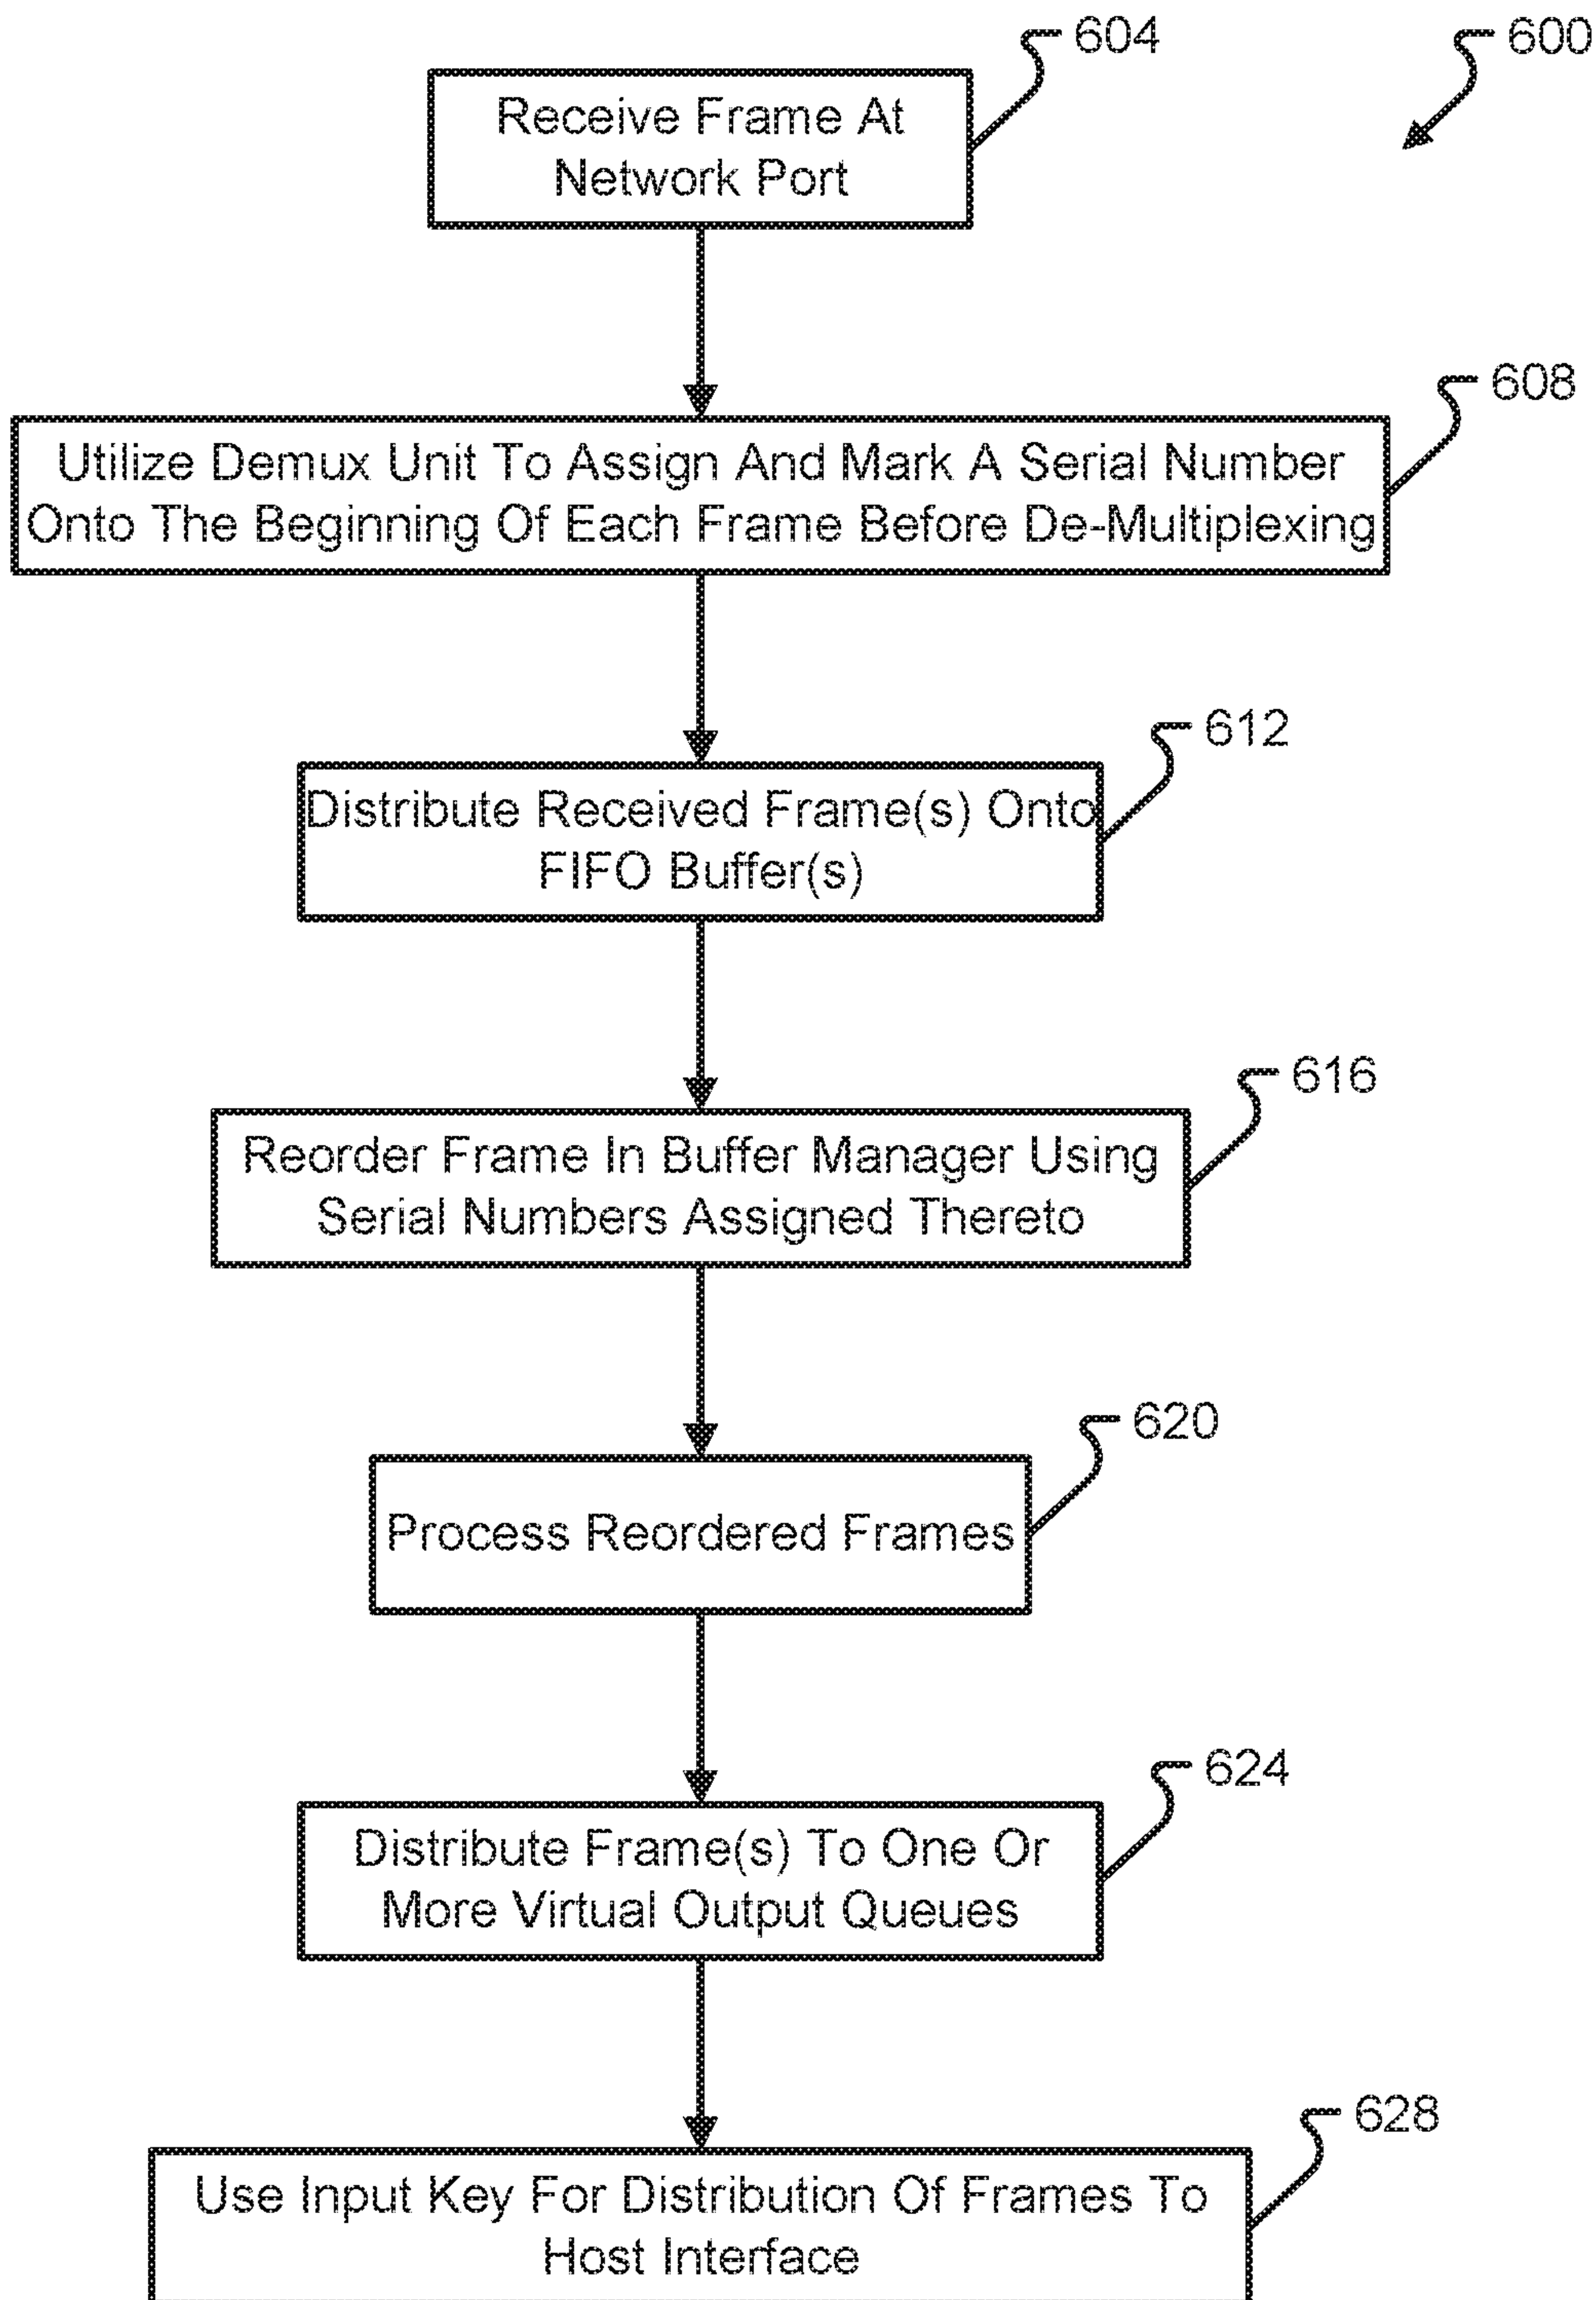 604
600
Receive Frame At
Network Port
608
Utilize Demux Unit To Assign And Mark A Serial Number
Onto The Beginning Of Each Frame Before De-Multiplexing
612
Distribute Received Frame(s) Onto
FIFO Buffer(s)
616
Reorder Frame In Buffer Manager Using
Serial Numbers Assigned Thereto
620
Process Reordered Frames
624
Distribute Frame(s) To One Or
More Virtual Output Queues
628
Use Input Key For Distribution Of Frames To
Host Interface